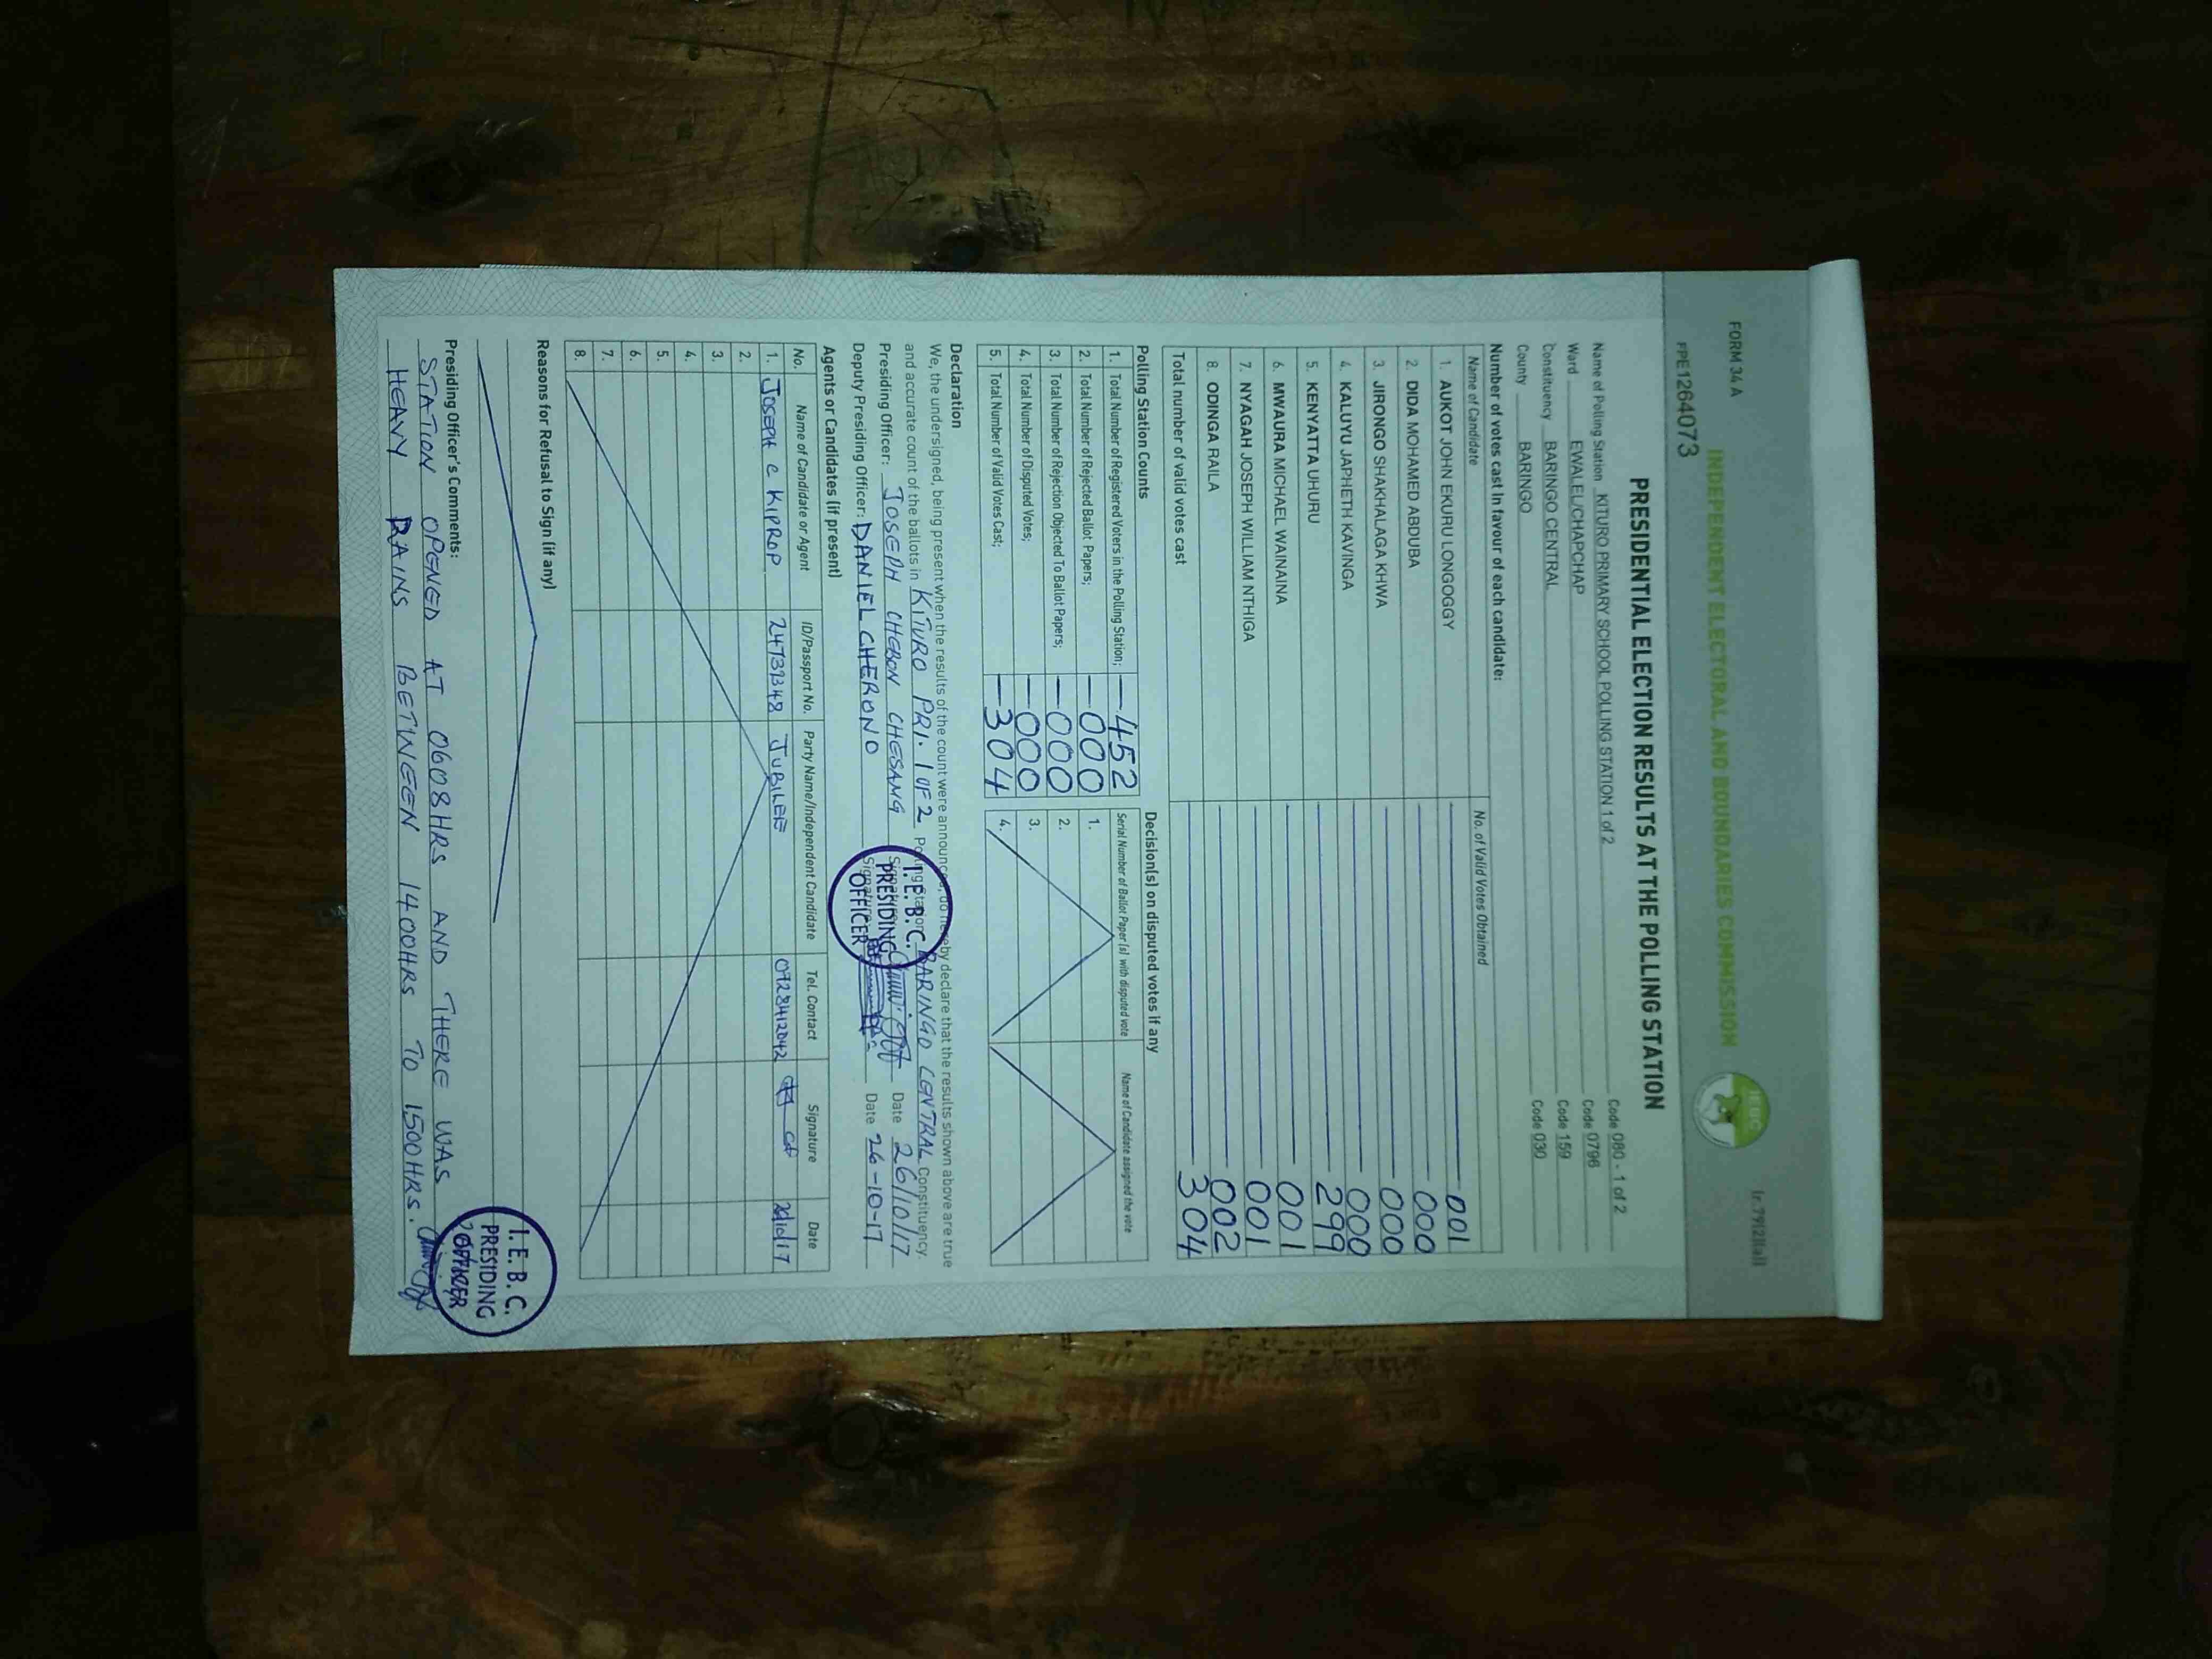 FORM 34 A
(r.79(2)(a))
INDEPENDENT ELECTORAL AND BOUNDARIES COMMISSION
IEBC
FPE1264073
PRESIDENTIAL ELECTION RESULTS AT THE POLLING STATION
Name of Polling Station KITURO PRIMARY SCHOOL POLLING STATION 1 of 2 Code 080 - 1 of 2
Ward EWALEL/CHAPCHAP Code 0796
Constituency BARINGO CENTRAL Code 159
County BARINGO Code 030
Number of votes cast in favour of each candidate:
Name of Candidate No. of Valid Votes Obtained
1. AUKOT JOHN EKURU LONGOGGY 001
2. DIDA MOHAMED ABDUBA 000
3. JIRONGO SHAKHALAGA KHWA 000
4. KALUYU JAPHETH KAVINGA 000
5. KENYATTA UHURU 299
6. MWAURA MICHAEL WAINAINA 001
7. NYAGAH JOSEPH WILLIAM NTHIGA 001
8. ODINGA RAILA 002
Total number of valid votes cast 304
Polling Station Counts
1. Total Number of Registered Voters in the Polling Station; 452
2. Total Number of Rejected Ballot Papers; 000
3. Total Number of Rejection Objected To Ballot Papers; 000
4. Total Number of Disputed Votes; 000
5. Total Number of Valid Votes Cast; 304
Decision(s) on disputed votes if any
Serial Number of Ballot Paper (s) with disputed vote Name of Candidate assigned the vote
1.
2.
3.
4.
Declaration
We, the undersigned, being present when the results of the count were announced, do hereby declare that the results shown above are true
and accurate count of the ballots in KITURO PRI. 1 OF 2 Polling Station BARINGO CENTRAL Constituency.
Presiding Officer: JOSEPH CHEBON CHESANG Signature Date 26/10/17
Deputy Presiding Officer: DANIEL CHERONO Signature Date 26-10-17
I. E. B. C.
PRESIDING
OFFICER
Agents or Candidates (if present)
No. Name of Candidate or Agent ID/Passport No. Party Name/Independent Candidate Tel. Contact Signature Date
1. JOSEPH C KIPROP 24739348 JUBILEE 0728412042
2.
3.
4.
5.
6.
7.
8.
Reasons for Refusal to Sign (if any)
Presiding Officer's Comments:
STATION OPENED AT 0608HRS AND THERE WAS
HEAVY RAINS BETWEEN 1400HRS TO 1500HRS.
I. E. B. C.
PRESIDING
OFFICER